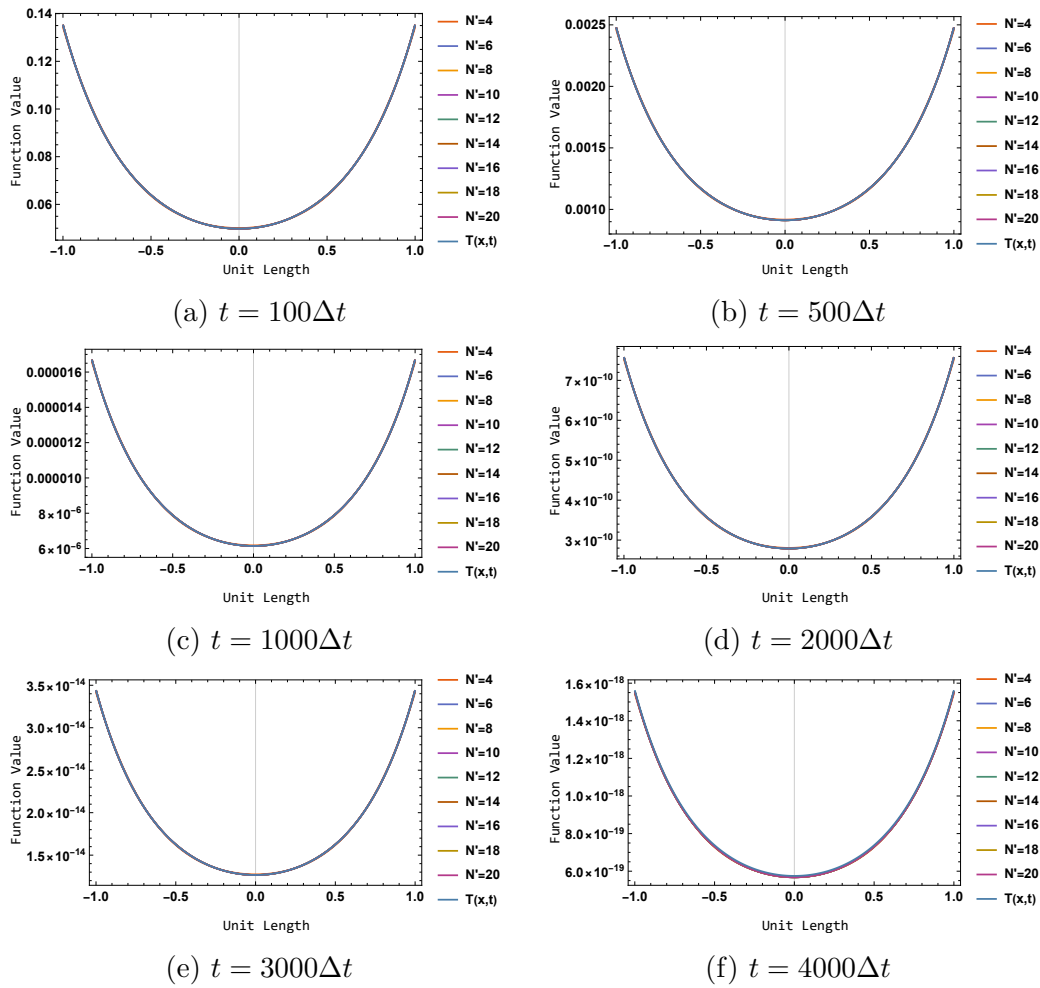 0.14
0.12
0.10
0.08
0.06
Function Value
−1.0 −0.5 0.0 0.5 1.0
Unit Length
N'=4
N'=6
N'=8
N'=10
N'=12
N'=14
N'=16
N'=18
N'=20
T(x,t)
(a) t = 100Δt
0.0025
0.0020
0.0015
0.0010
Function Value
−1.0 −0.5 0.0 0.5 1.0
Unit Length
N'=4
N'=6
N'=8
N'=10
N'=12
N'=14
N'=16
N'=18
N'=20
T(x,t)
(b) t = 500Δt
0.000016
0.000014
0.000012
0.000010
8×10⁻⁶
6×10⁻⁶
Function Value
−1.0 −0.5 0.0 0.5 1.0
Unit Length
N'=4
N'=6
N'=8
N'=10
N'=12
N'=14
N'=16
N'=18
N'=20
T(x,t)
(c) t = 1000Δt
7×10⁻¹⁰
6×10⁻¹⁰
5×10⁻¹⁰
4×10⁻¹⁰
3×10⁻¹⁰
Function Value
−1.0 −0.5 0.0 0.5 1.0
Unit Length
N'=4
N'=6
N'=8
N'=10
N'=12
N'=14
N'=16
N'=18
N'=20
T(x,t)
(d) t = 2000Δt
3.5×10⁻¹⁴
3.0×10⁻¹⁴
2.5×10⁻¹⁴
2.0×10⁻¹⁴
1.5×10⁻¹⁴
Function Value
−1.0 −0.5 0.0 0.5 1.0
Unit Length
N'=4
N'=6
N'=8
N'=10
N'=12
N'=14
N'=16
N'=18
N'=20
T(x,t)
(e) t = 3000Δt
1.6×10⁻¹⁸
1.4×10⁻¹⁸
1.2×10⁻¹⁸
1.0×10⁻¹⁸
8.0×10⁻¹⁹
6.0×10⁻¹⁹
Function Value
−1.0 −0.5 0.0 0.5 1.0
Unit Length
N'=4
N'=6
N'=8
N'=10
N'=12
N'=14
N'=16
N'=18
N'=20
T(x,t)
(f) t = 4000Δt